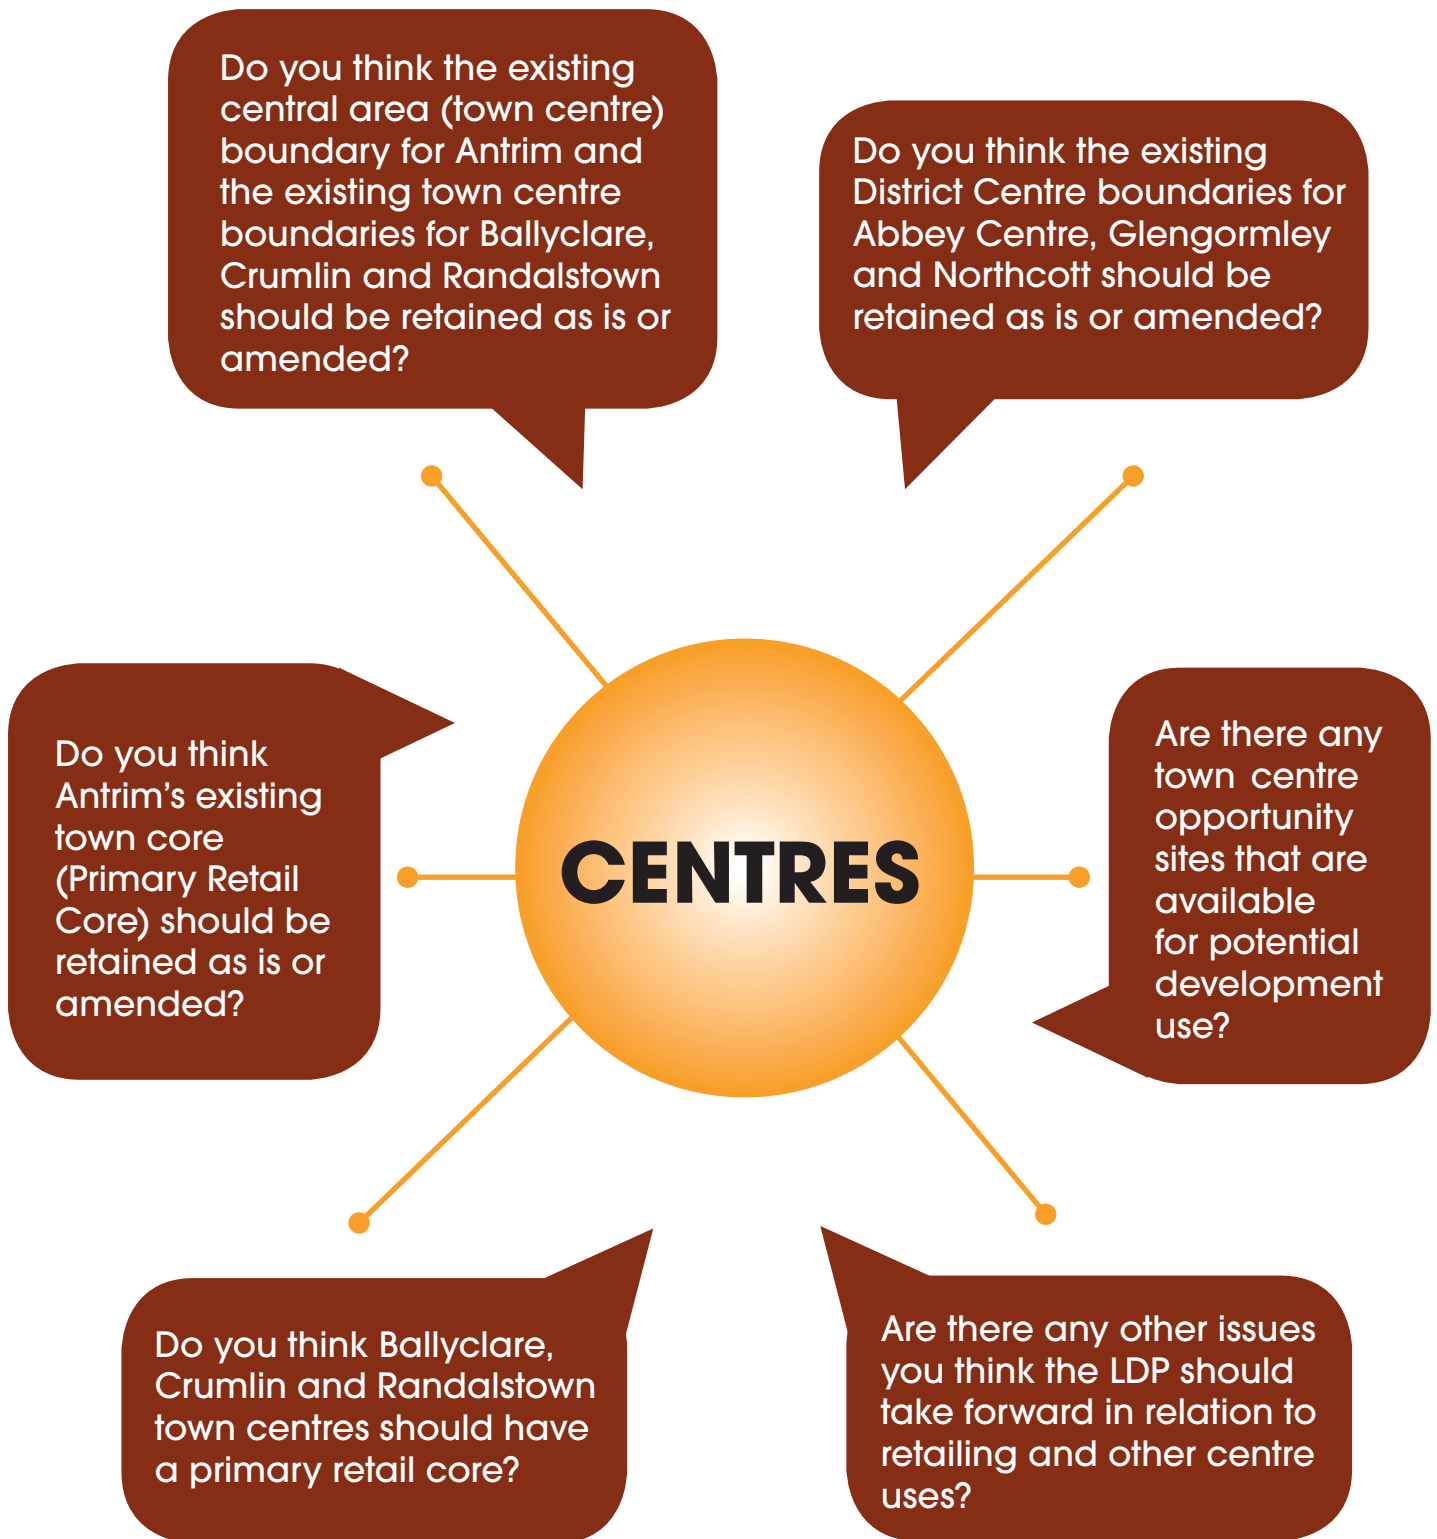 Do you think the existing
central area (town centre)
boundary for Antrim and
the existing town centre
boundaries for Ballyclare,
Crumlin and Randalstown
should be retained as is or
amended?
Do you think the existing
District Centre boundaries for
Abbey Centre, Glengormley
and Northcott should be
retained as is or amended?
Do you think
Antrim’s existing
town core
(Primary Retail
Core) should be
retained as is or
amended?
CENTRES
Are there any
town centre
opportunity
sites that are
available
for potential
development
use?
Do you think Ballyclare,
Crumlin and Randalstown
town centres should have
a primary retail core?
Are there any other issues
you think the LDP should
take forward in relation to
retailing and other centre
uses?